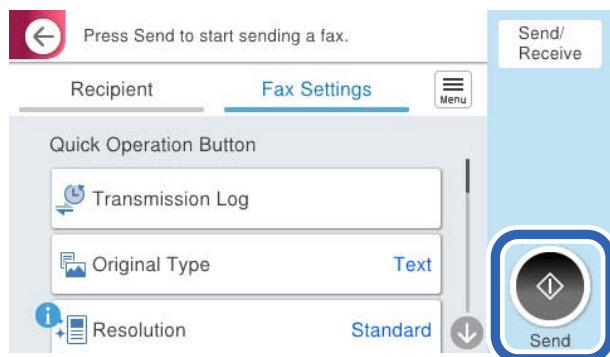 Press Send to start sending a fax.
Send/
Receive
Recipient
Fax Settings
Menu
Quick Operation Button
Transmission Log
Original Type
Text
i
Resolution
Standard
Send